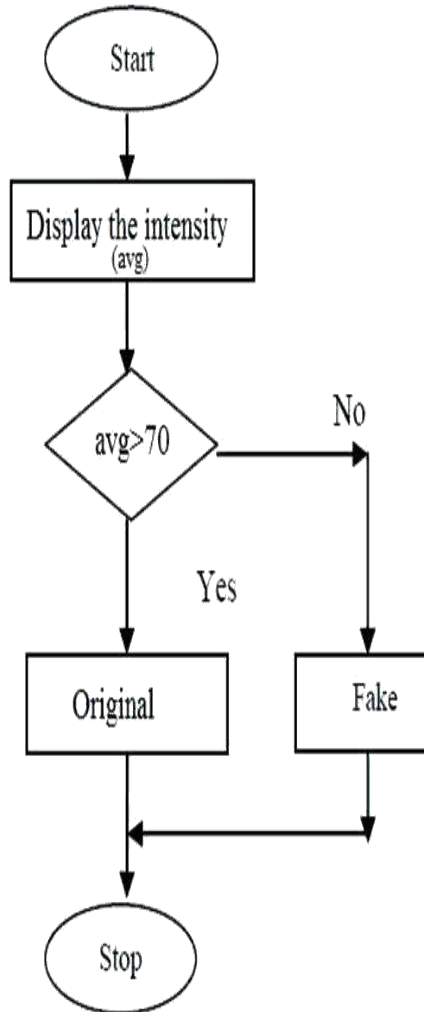 Start
Display the intensity
(avg)
avg>70
No
Yes
Original
Fake
Stop